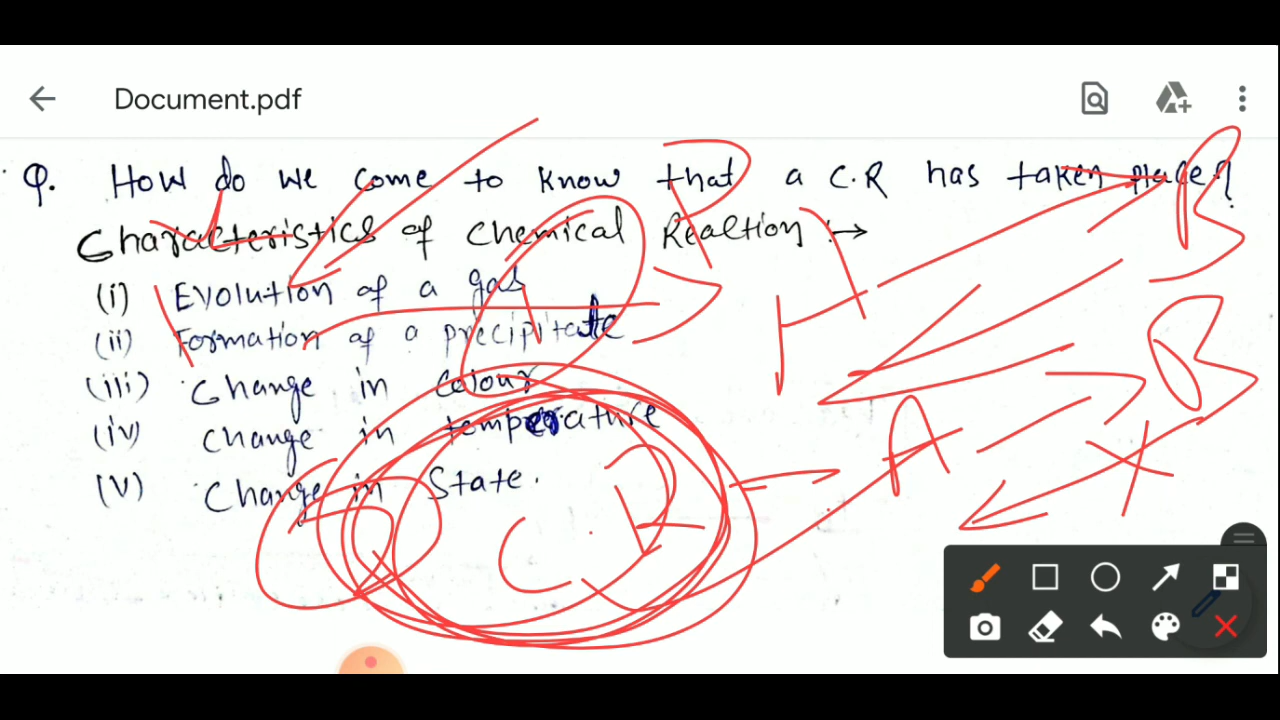 Document.pdf
Q. How do we come to know that a C.R has taken place?
Characteristics of Chemical Reaction :→
(i) Evolution of a gas
(ii) Formation of a precipitate
(iii) Change in colour
(iv) change in temperature
(v) Change in State.
R
P
H
B
A
B
X
C.R